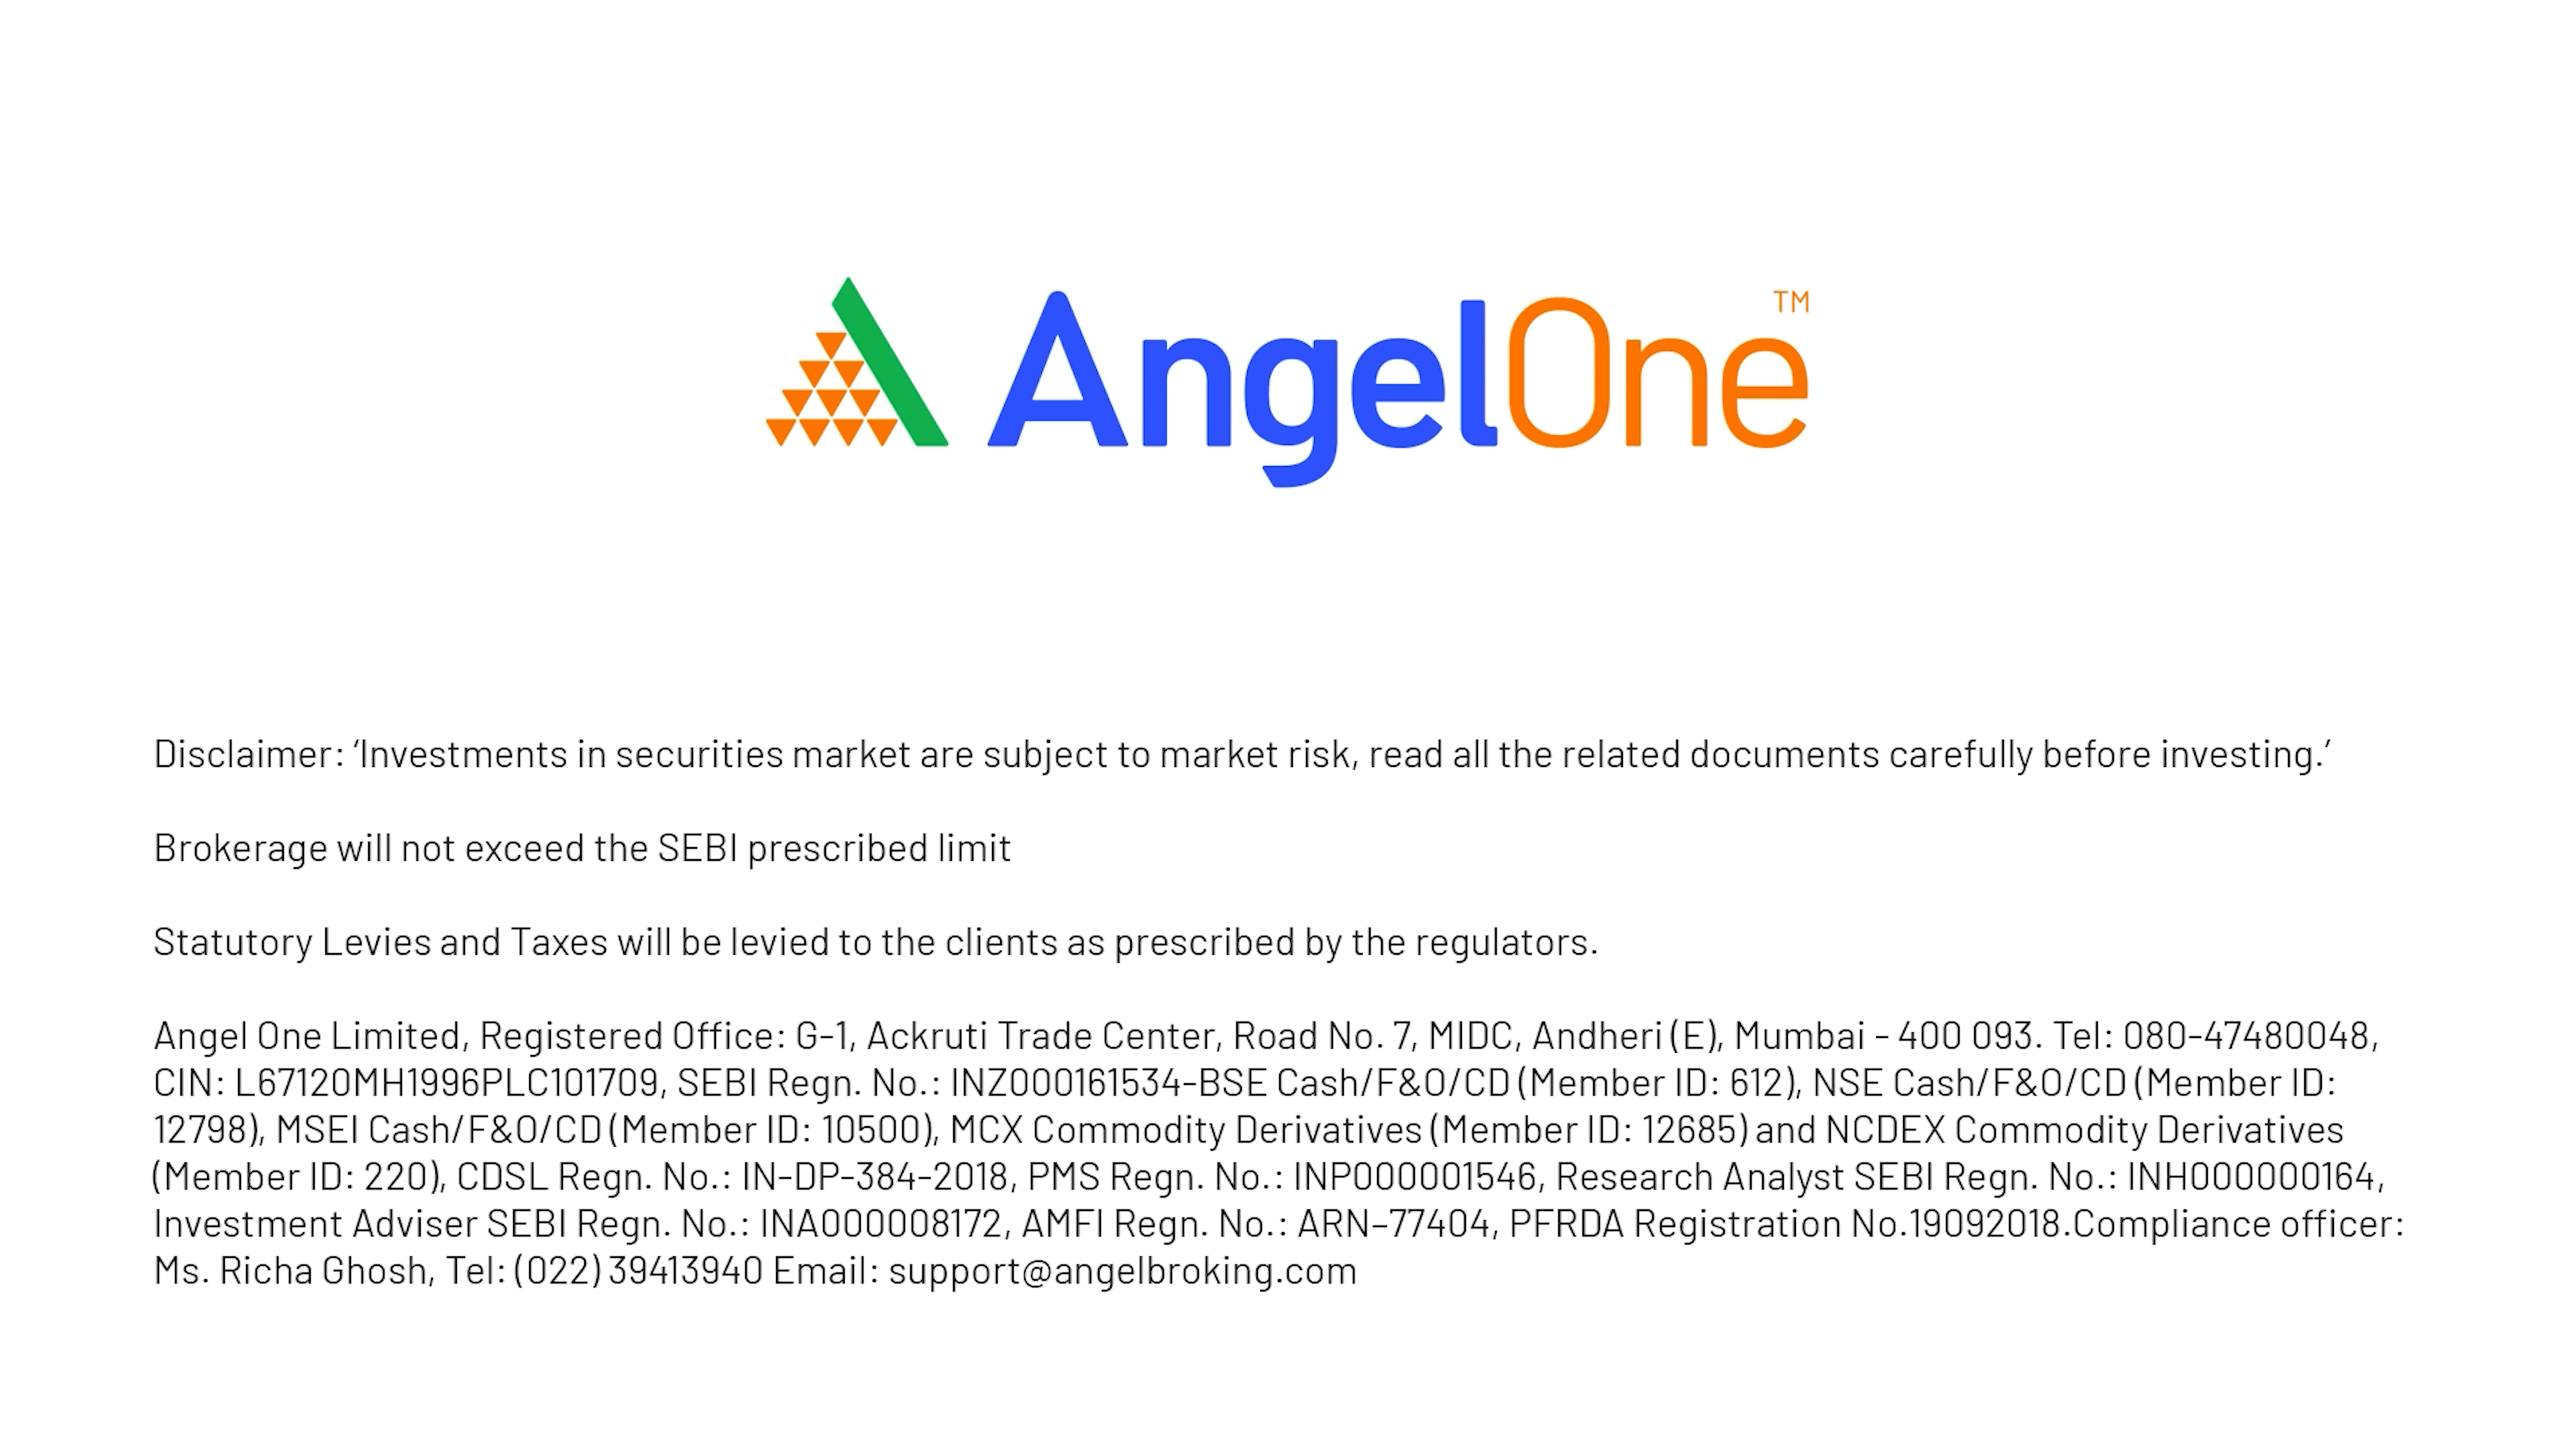 AngelOne™
Disclaimer: ‘Investments in securities market are subject to market risk, read all the related documents carefully before investing.’
Brokerage will not exceed the SEBI prescribed limit
Statutory Levies and Taxes will be levied to the clients as prescribed by the regulators.
Angel One Limited, Registered Office: G-1, Ackruti Trade Center, Road No. 7, MIDC, Andheri (E), Mumbai - 400 093. Tel: 080-47480048,
CIN: L67120MH1996PLC101709, SEBI Regn. No.: INZ000161534-BSE Cash/F&O/CD (Member ID: 612), NSE Cash/F&O/CD (Member ID:
12798), MSEI Cash/F&O/CD (Member ID: 10500), MCX Commodity Derivatives (Member ID: 12685) and NCDEX Commodity Derivatives
(Member ID: 220), CDSL Regn. No.: IN-DP-384-2018, PMS Regn. No.: INP000001546, Research Analyst SEBI Regn. No.: INH000000164,
Investment Adviser SEBI Regn. No.: INA000008172, AMFI Regn. No.: ARN–77404, PFRDA Registration No.19092018.Compliance officer:
Ms. Richa Ghosh, Tel: (022) 39413940 Email: support@angelbroking.com